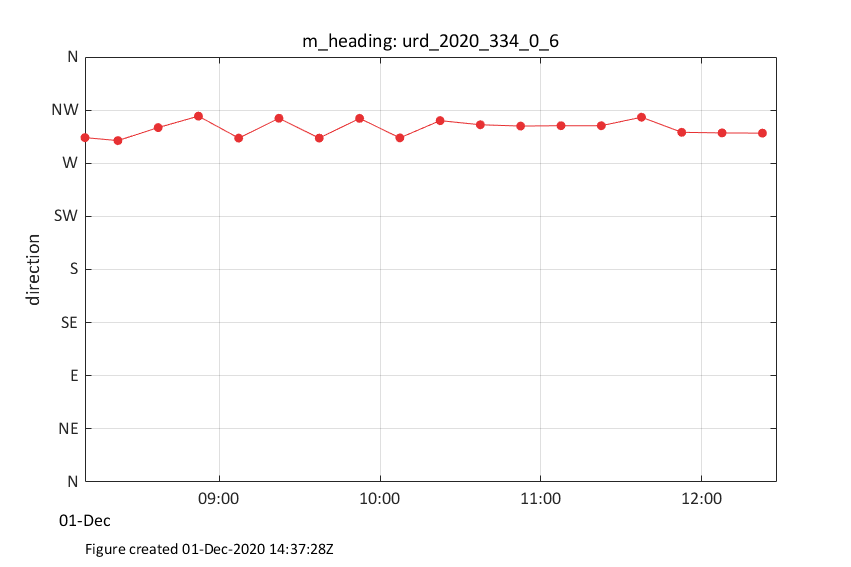 m_heading: urd_2020_334_0_6
N
NW
W
SW
S
SE
E
NE
N
direction
09:00 10:00 11:00 12:00
01-Dec
Figure created 01-Dec-2020 14:37:28Z